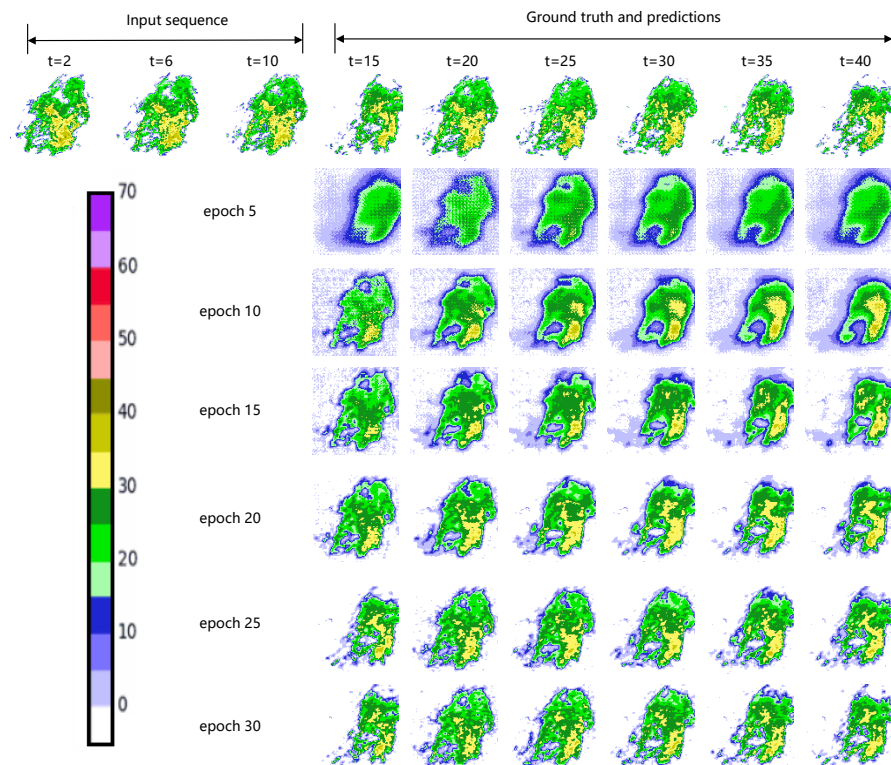 Input sequence
Ground truth and predictions
t=2
t=6
t=10
t=15
t=20
t=25
t=30
t=35
t=40
70
60
50
40
30
20
10
0
epoch 5
epoch 10
epoch 15
epoch 20
epoch 25
epoch 30